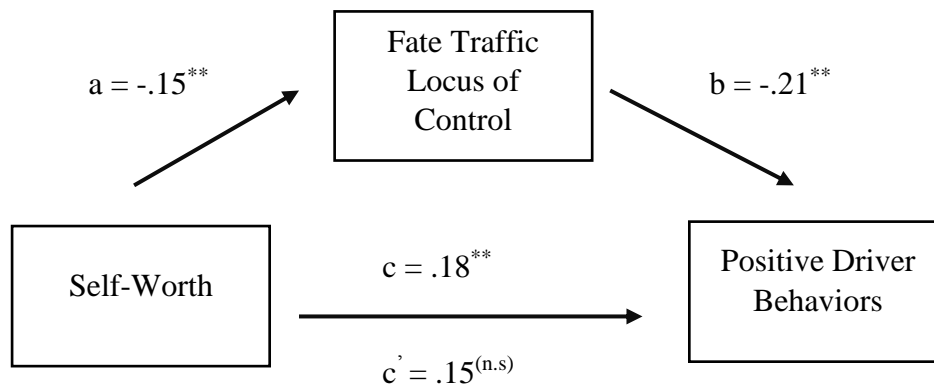 Fate Traffic
Locus of
Control
a = -.15**
b = -.21**
Self-Worth
c = .18**
Positive Driver
Behaviors
c’ = .15(n.s)